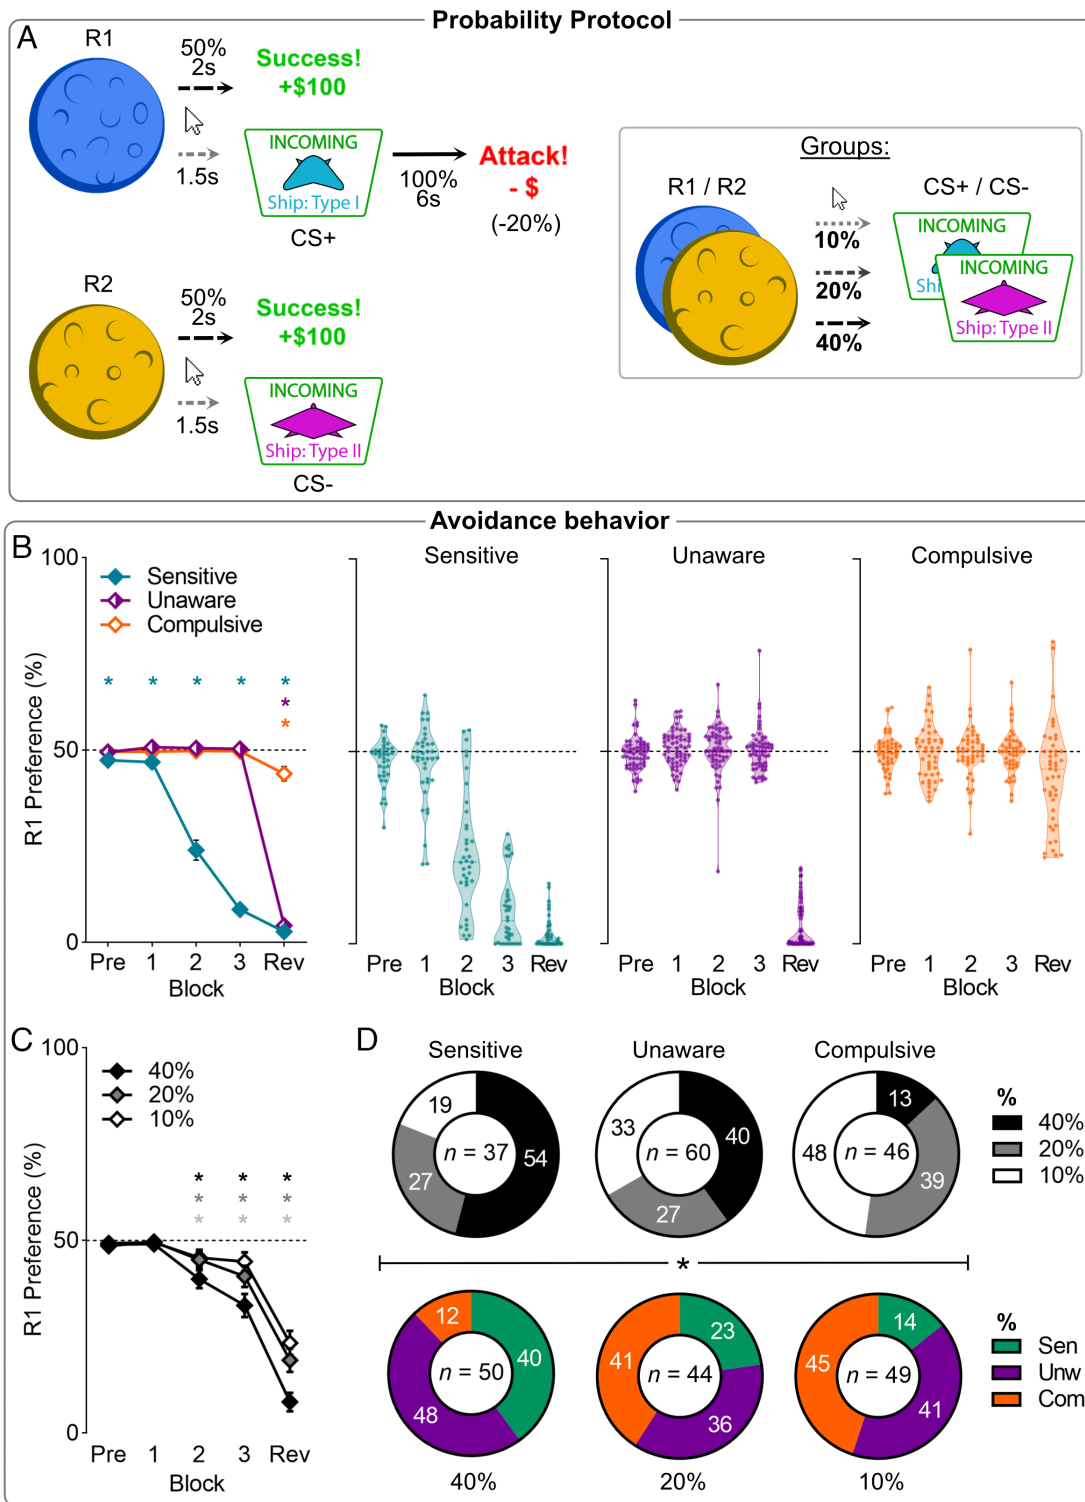 Probability Protocol
A
R1
50%
2s
Success!
+$100
1.5s
INCOMING
Ship: Type I
CS+
100%
6s
Attack!
- $
(-20%)
R2
50%
2s
Success!
+$100
1.5s
INCOMING
Ship: Type II
CS-
Groups:
R1 / R2
CS+ / CS-
10%
20%
40%
INCOMING
Shi
INCOMING
Ship: Type II
Avoidance behavior
B
100
50
0
R1 Preference (%)
Sensitive
Unaware
Compulsive
* * * * *
*
*
Pre 1 2 3 Rev
Block
Sensitive
Pre 1 2 3 Rev
Block
Unaware
Pre 1 2 3 Rev
Block
Compulsive
Pre 1 2 3 Rev
Block
C
100
50
0
R1 Preference (%)
40%
20%
10%
* * *
* * *
* * *
Pre 1 2 3 Rev
Block
D
Sensitive
19
27
54
n = 37
Unaware
33
27
40
n = 60
Compulsive
48
13
39
n = 46
%
40%
20%
10%
*
12
40
48
n = 50
40%
41
23
36
n = 44
20%
45
14
41
n = 49
10%
%
Sen
Unw
Com